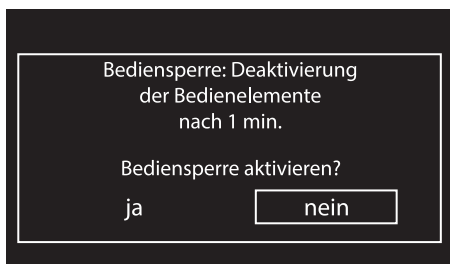 Bediensperre: Deaktivierung
der Bedienelemente
nach 1 min.
Bediensperre aktivieren?
ja nein